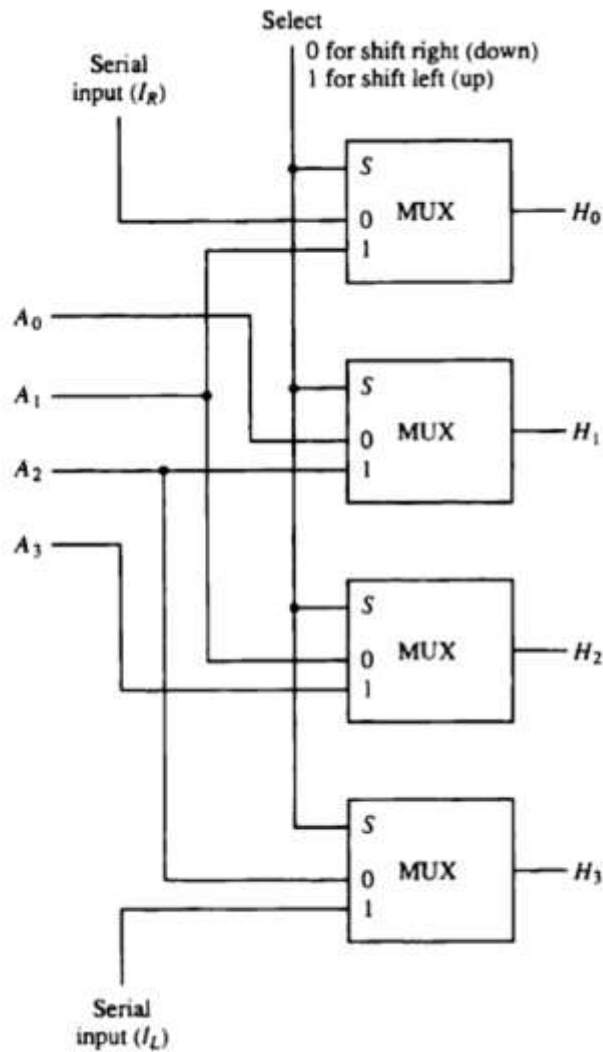 Select
0 for shift right (down)
1 for shift left (up)
Serial
input (I_R)
S
MUX
H_0
0
1
A_0
A_1
S
MUX
H_1
0
A_2
1
A_3
S
MUX
H_2
0
1
S
MUX
H_3
0
1
Serial
input (I_L)